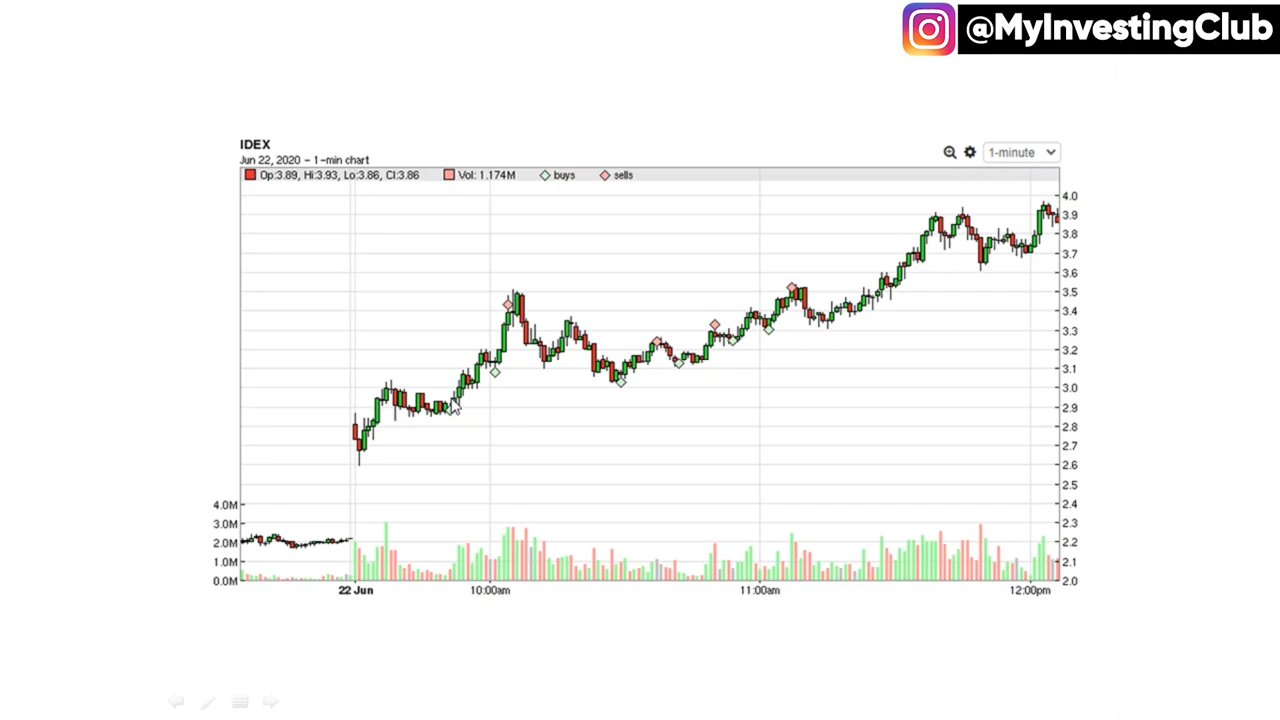 @MyInvestingClub
IDEX
Jun 22, 2020 - 1-min chart
1-minute
Op:3.89, Hi:3.93, Lo:3.86, Cl:3.86 Vol: 1.174M buys sells
4.0
3.9
3.8
3.7
3.6
3.5
3.4
3.3
3.2
3.1
3.0
2.9
2.8
2.7
2.6
2.5
2.4
2.3
2.2
2.1
2.0
4.0M
3.0M
2.0M
1.0M
0.0M
22 Jun 10:00am 11:00am 12:00pm